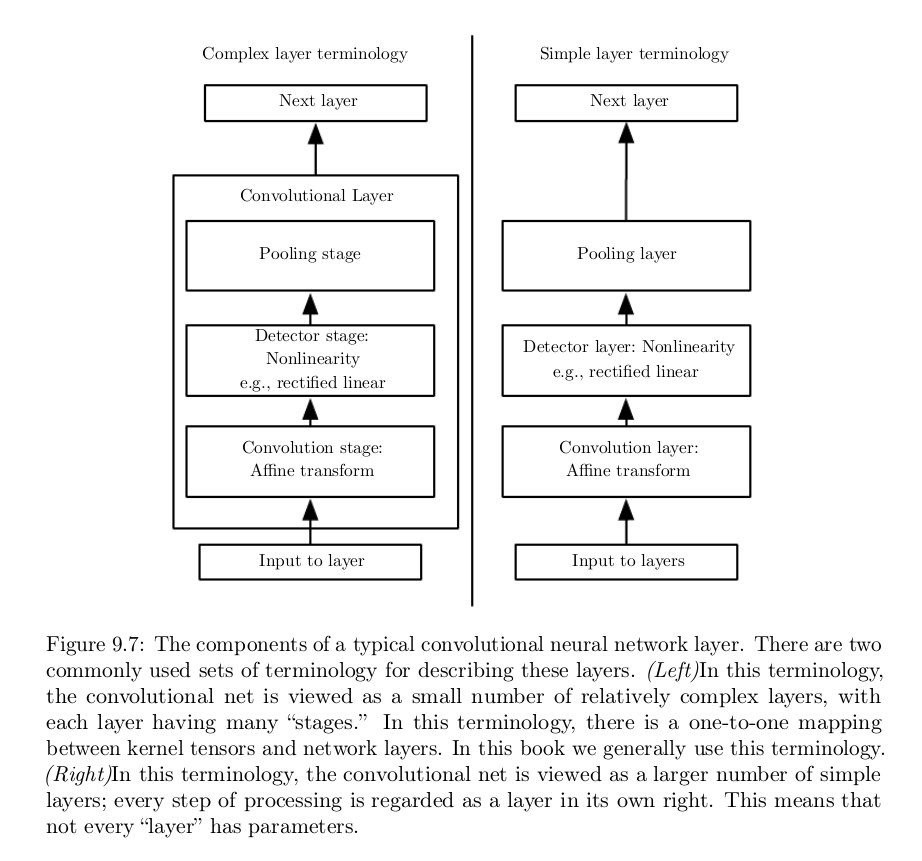 Complex layer terminology
Next layer
Convolutional Layer
Pooling stage
Detector stage:
Nonlinearity
e.g., rectified linear
Convolution stage:
Affine transform
Input to layer
Simple layer terminology
Next layer
Pooling layer
Detector layer: Nonlinearity
e.g., rectified linear
Convolution layer:
Affine transform
Input to layers
Figure 9.7: The components of a typical convolutional neural network layer. There are two
commonly used sets of terminology for describing these layers. (Left)In this terminology,
the convolutional net is viewed as a small number of relatively complex layers, with
each layer having many “stages.” In this terminology, there is a one-to-one mapping
between kernel tensors and network layers. In this book we generally use this terminology.
(Right)In this terminology, the convolutional net is viewed as a larger number of simple
layers; every step of processing is regarded as a layer in its own right. This means that
not every “layer” has parameters.